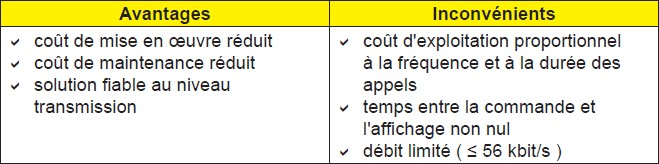 Avantages
✓ coût de mise en œuvre réduit
✓ coût de maintenance réduit
✓ solution fiable au niveau
transmission
Inconvénients
✓ coût d'exploitation proportionnel
à la fréquence et à la durée des
appels
✓ temps entre la commande et
l'affichage non nul
✓ débit limité ( ≤ 56 kbit/s )